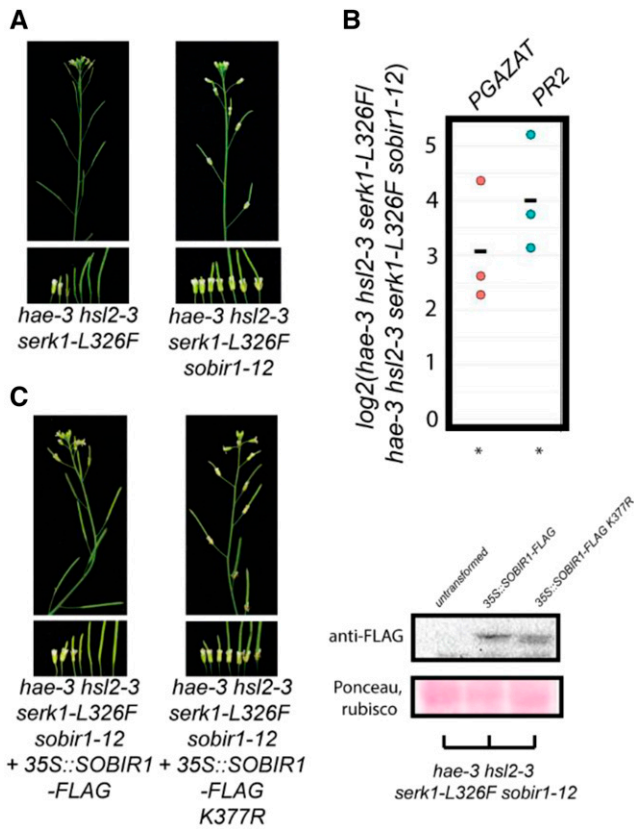 A
hae-3 hsl2-3
serk1-L326F
hae-3 hsl2-3
serk1-L326F
sobir1-12
B
PGAZAT
PR2
log2(hae-3 hsl2-3 serk1-L326F/
hae-3 hsl2-3 serk1-L326F sobir1-12)
5
4
3
2
1
0
*
*
C
hae-3 hsl2-3
serk1-L326F
sobir1-12
+ 35S::SOBIR1
-FLAG
hae-3 hsl2-3
serk1-L326F
sobir1-12
+ 35S::SOBIR1
-FLAG
K377R
untransformed
35S::SOBIR1-FLAG
35S::SOBIR1-FLAG K377R
anti-FLAG
Ponceau,
rubisco
hae-3 hsl2-3
serk1-L326F sobir1-12